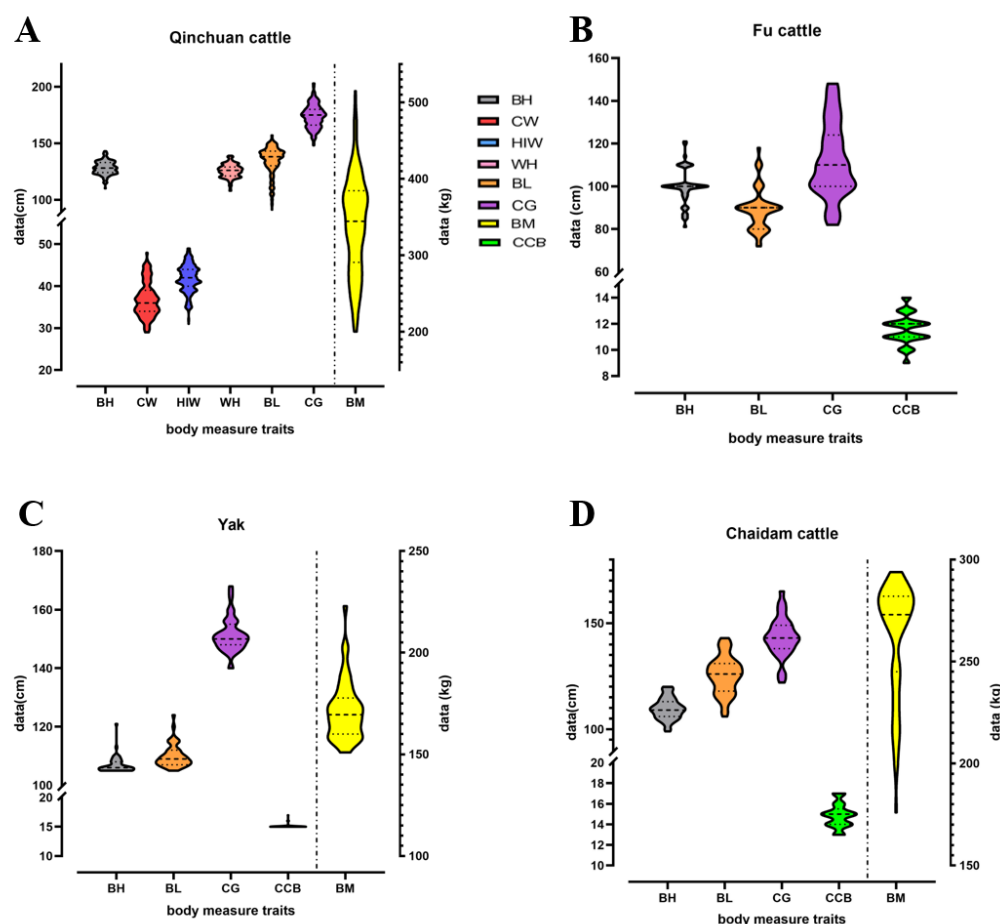 A
Qinchuan cattle
data(cm)
200
150
100
50
40
30
20
data (kg)
500
400
300
200
BH CW HIW WH BL CG BM
body measure traits
BH
CW
HIW
WH
BL
CG
BM
CCB
B
Fu cattle
data (cm)
160
140
120
100
80
60
14
12
10
8
BH BL CG CCB
body measure traits
C
Yak
data(cm)
180
160
140
120
100
20
15
10
data (kg)
250
200
150
100
BH BL CG CCB BM
body measure traits
D
Chaidam cattle
data(cm)
150
100
20
18
16
14
12
10
data (kg)
300
250
200
150
BH BL CG CCB BM
body measure traits